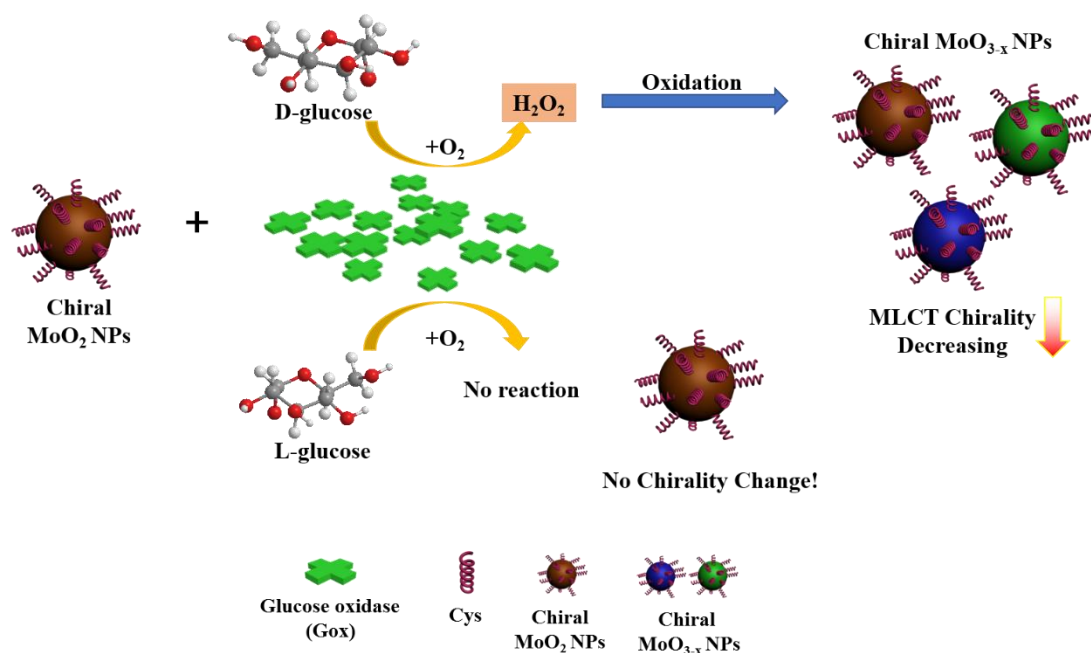 D-glucose
+O₂
H₂O₂
Oxidation
Chiral MoO₃₋ₓ NPs
+
Chiral
MoO₂ NPs
MLCT Chirality
Decreasing
+O₂
No reaction
L-glucose
No Chirality Change!
Glucose oxidase
(Gox)
Cys
Chiral
MoO₂ NPs
Chiral
MoO₃₋ₓ NPs